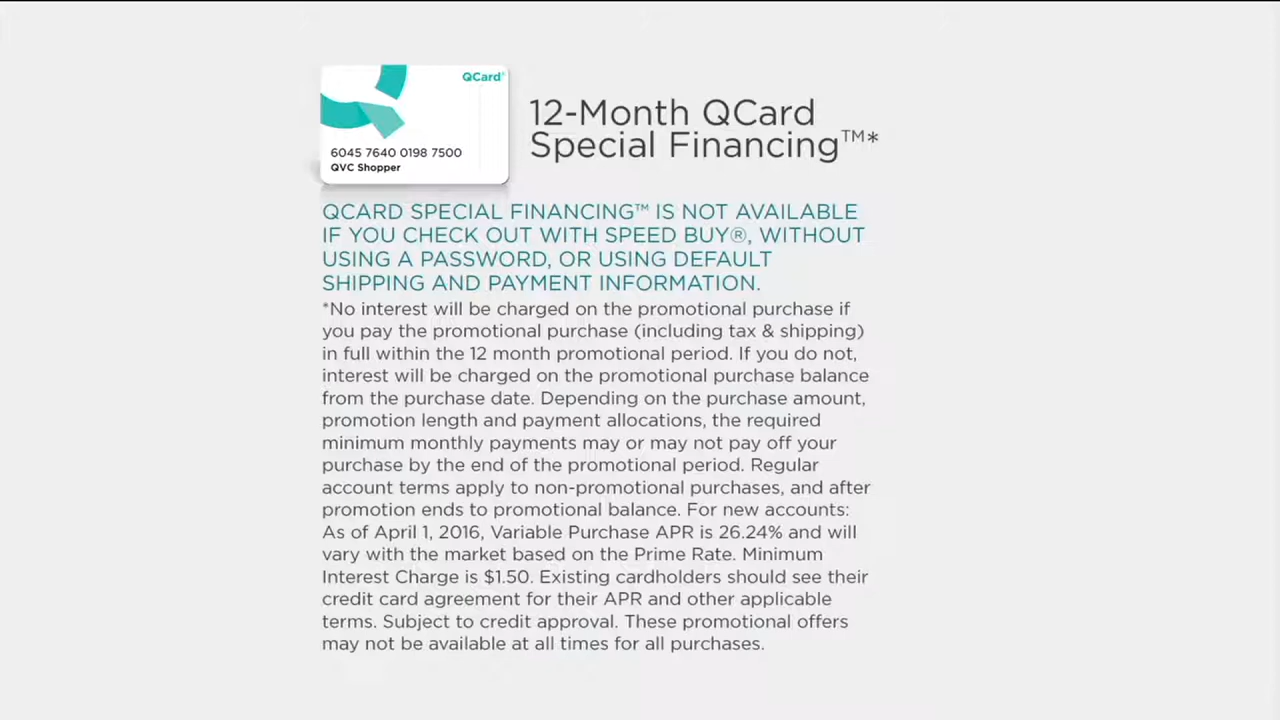 QCard®
6045 7640 0198 7500
QVC Shopper
12-Month QCard
Special Financing™*
QCARD SPECIAL FINANCING™ IS NOT AVAILABLE
IF YOU CHECK OUT WITH SPEED BUY®, WITHOUT
USING A PASSWORD, OR USING DEFAULT
SHIPPING AND PAYMENT INFORMATION.
*No interest will be charged on the promotional purchase if
you pay the promotional purchase (including tax & shipping)
in full within the 12 month promotional period. If you do not,
interest will be charged on the promotional purchase balance
from the purchase date. Depending on the purchase amount,
promotion length and payment allocations, the required
minimum monthly payments may or may not pay off your
purchase by the end of the promotional period. Regular
account terms apply to non-promotional purchases, and after
promotion ends to promotional balance. For new accounts:
As of April 1, 2016, Variable Purchase APR is 26.24% and will
vary with the market based on the Prime Rate. Minimum
Interest Charge is $1.50. Existing cardholders should see their
credit card agreement for their APR and other applicable
terms. Subject to credit approval. These promotional offers
may not be available at all times for all purchases.